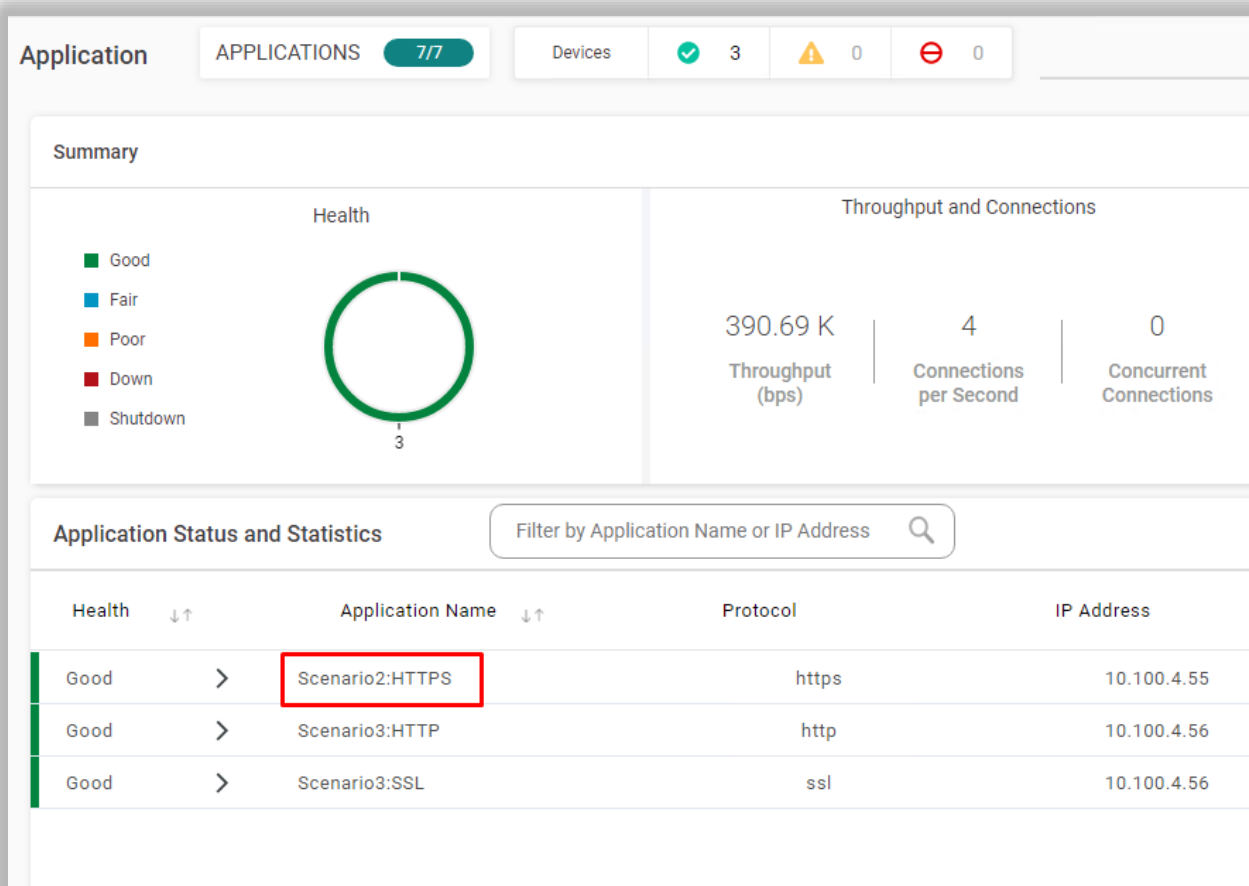 Application APPLICATIONS 7/7 Devices 3 0 0
Summary
Health
Good
Fair
Poor
Down
Shutdown
3
Throughput and Connections
390.69 K 4 0
Throughput Connections Concurrent
(bps) per Second Connections
Application Status and Statistics Filter by Application Name or IP Address
Health Application Name Protocol IP Address
Good Scenario2:HTTPS https 10.100.4.55
Good Scenario3:HTTP http 10.100.4.56
Good Scenario3:SSL ssl 10.100.4.56